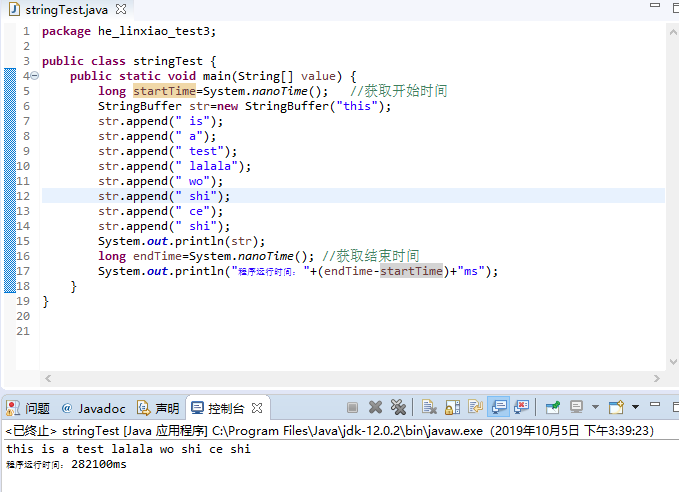 stringTest.java
1 package he_linxiao_test3;
2
3 public class stringTest {
4 public static void main(String[] value) {
5 long startTime=System.nanoTime(); //获取开始时间
6 StringBuffer str=new StringBuffer("this");
7 str.append(" is");
8 str.append(" a");
9 str.append(" test");
10 str.append(" lalala");
11 str.append(" wo");
12 str.append(" shi");
13 str.append(" ce");
14 str.append(" shi");
15 System.out.println(str);
16 long endTime=System.nanoTime(); //获取结束时间
17 System.out.println("程序运行时间: "+(endTime-startTime)+"ms");
18 }
19 }
20
21
问题 @ Javadoc 声明 控制台
<已终止> stringTest [Java 应用程序] C:\Program Files\Java\jdk-12.0.2\bin\javaw.exe (2019年10月5日 下午3:39:23)
this is a test lalala wo shi ce shi
程序运行时间: 282100ms